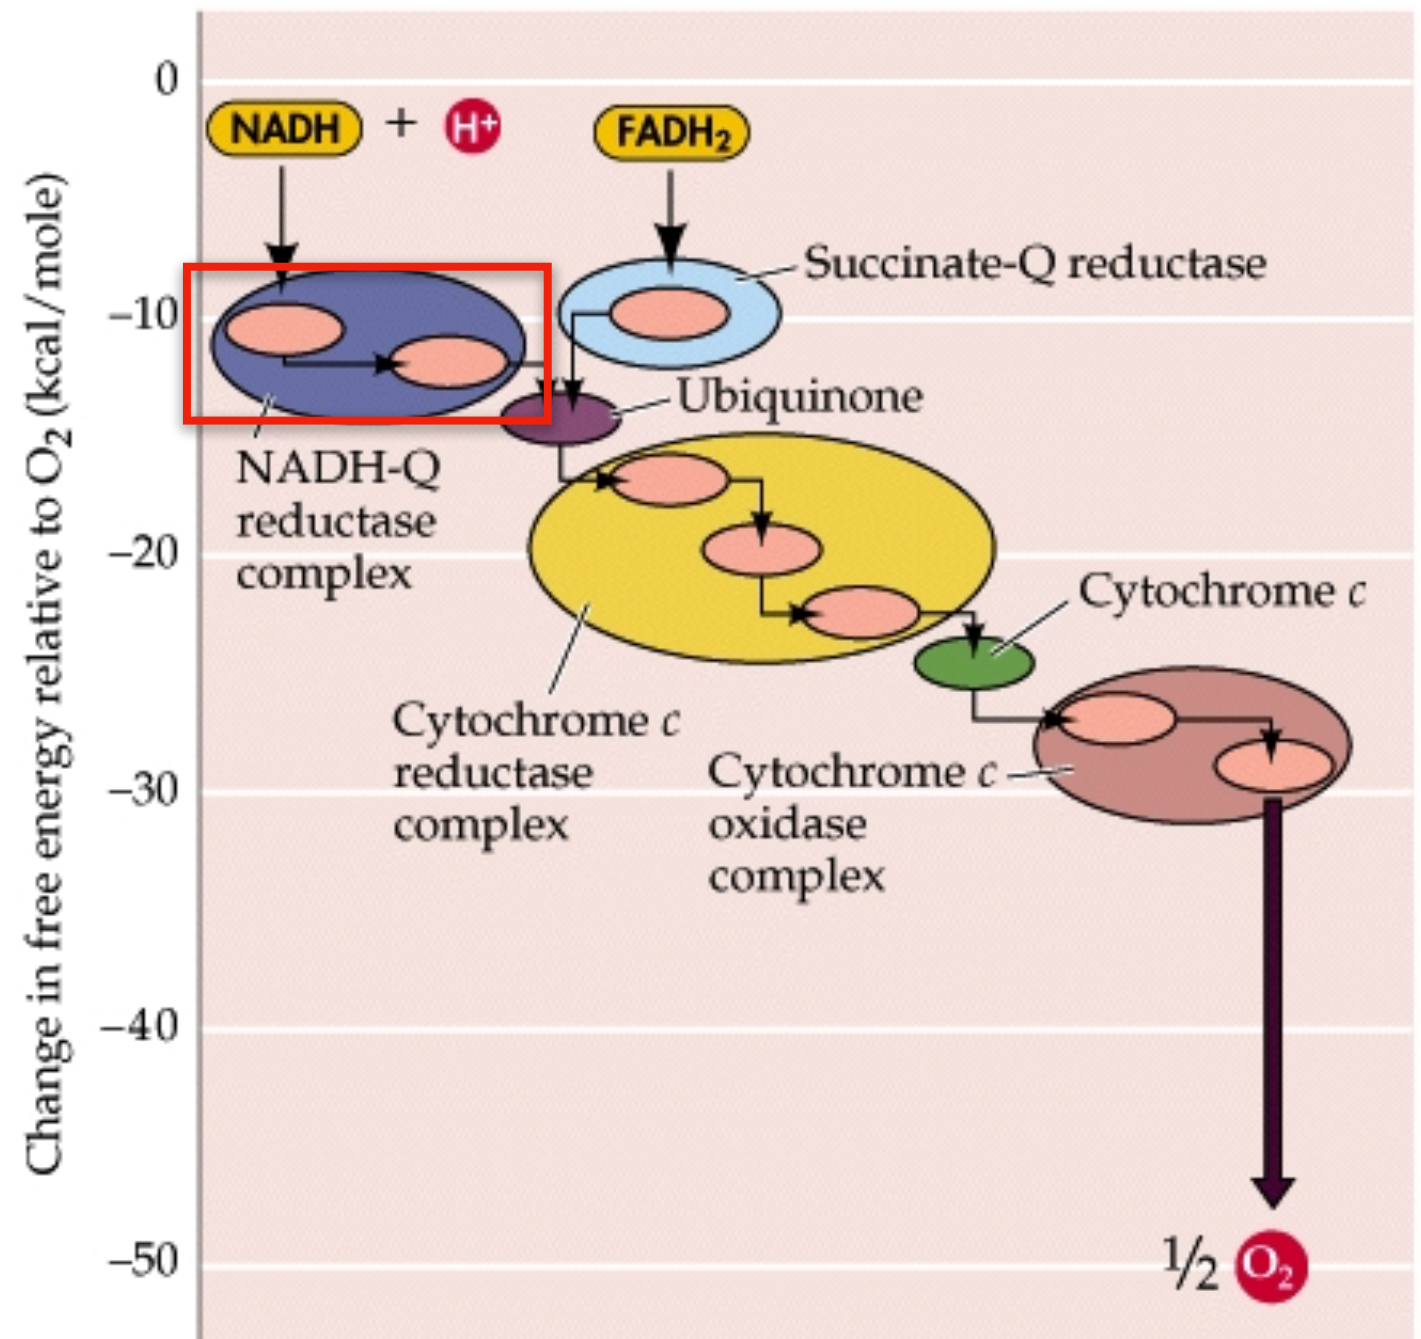 Change in free energy relative to O₂ (kcal/mole)
0
NADH + H⁺ FADH₂
Succinate-Q reductase
–10
Ubiquinone
NADH-Q
reductase
complex
–20
Cytochrome c
Cytochrome c
reductase
complex
Cytochrome c
oxidase
complex
–30
–40
–50
½ O₂